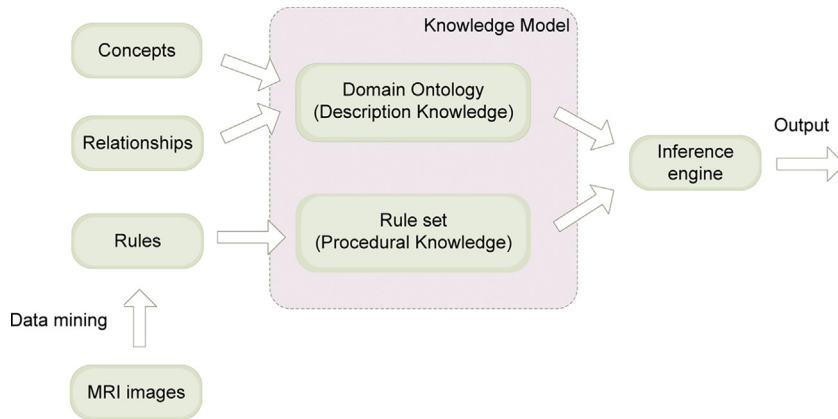 Knowledge Model
Concepts
Relationships
Rules
Data mining
MRI images
Domain Ontology
(Description Knowledge)
Rule set
(Procedural Knowledge)
Inference
engine
Output